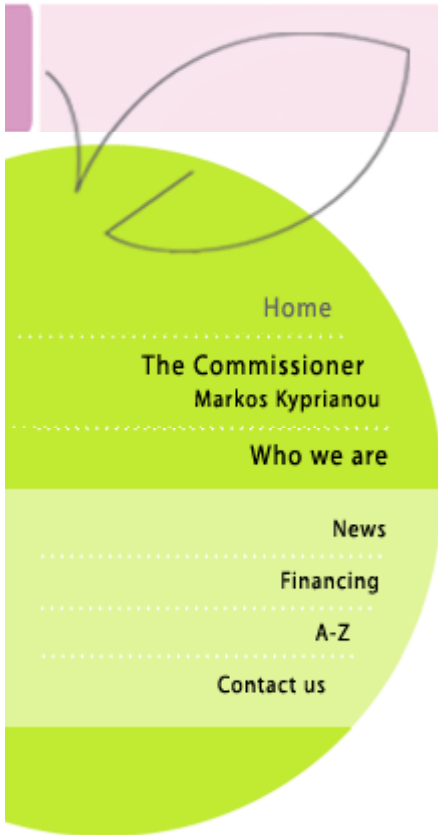 Home
The Commissioner
Markos Kyprianou
Who we are
News
Financing
A-Z
Contact us